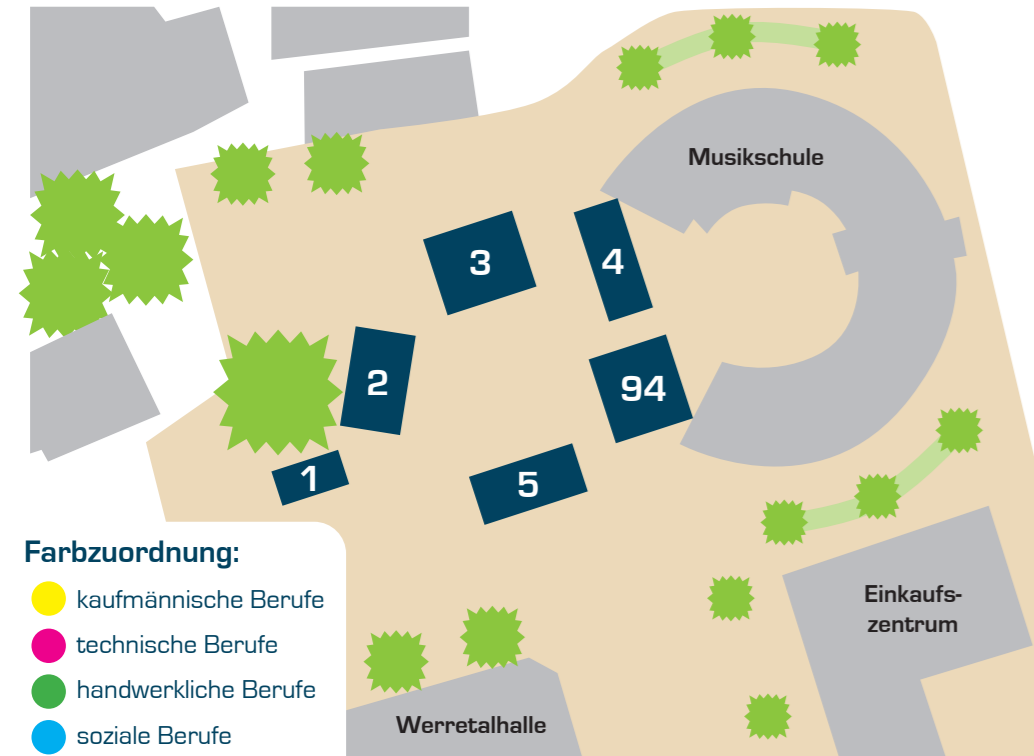 Musikschule
3
4
2
94
1
5
Farbzuordnung:
kaufmännische Berufe
technische Berufe
handwerkliche Berufe
soziale Berufe
Einkaufs-
zentrum
Werretalhalle